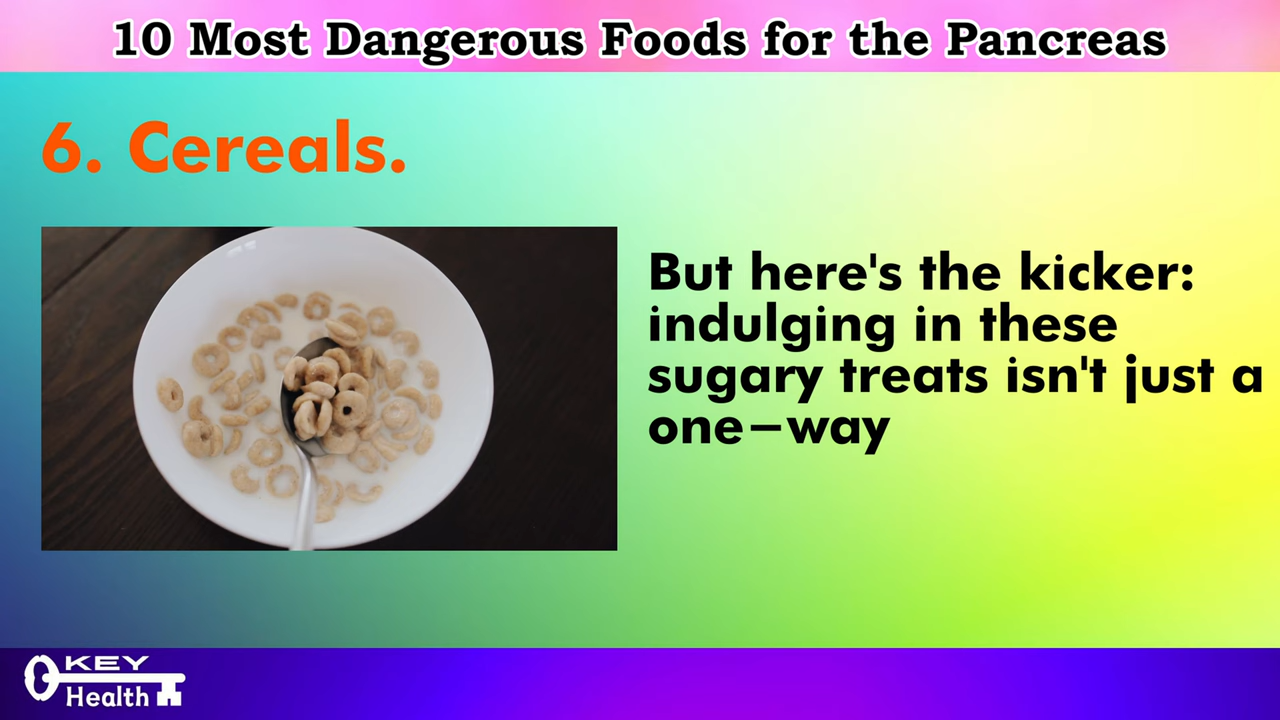 10 Most Dangerous Foods for the Pancreas
6. Cereals.
But here's the kicker:
indulging in these
sugary treats isn't just a
one–way
KEY
Health